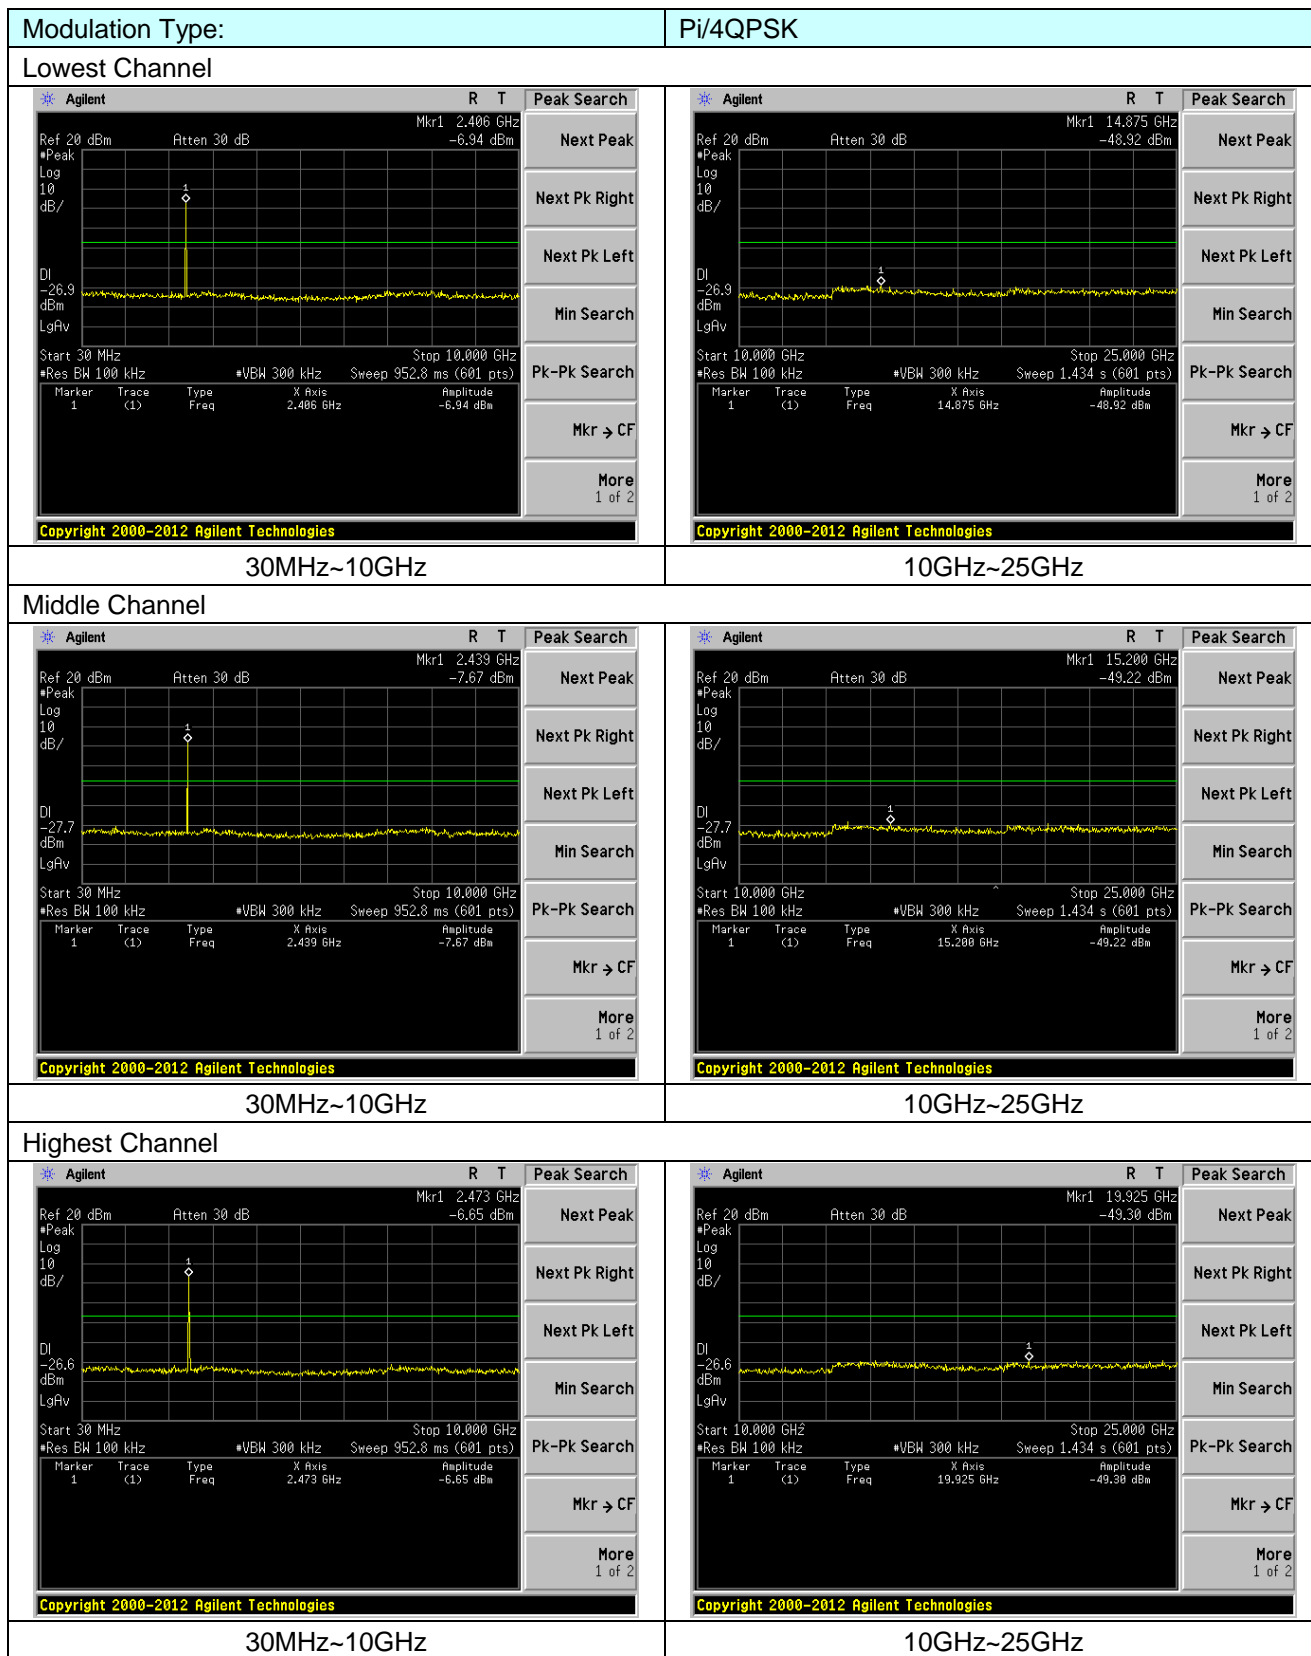 Modulation Type: Pi/4QPSK
Lowest Channel
Agilent R T Peak Search
Mkr1 2.406 GHz
Ref 20 dBm Atten 30 dB -6.94 dBm
#Peak
Log
10
dB/
1
DI
-26.9
dBm
LgAv
Start 30 MHz Stop 10.000 GHz
#Res BW 100 kHz #VBW 300 kHz Sweep 952.8 ms (601 pts)
Marker Trace Type X Axis Amplitude
1 (1) Freq 2.406 GHz -6.94 dBm
Next Peak
Next Pk Right
Next Pk Left
Min Search
Pk-Pk Search
Mkr → CF
More
1 of 2
Copyright 2000-2012 Agilent Technologies
Agilent R T Peak Search
Mkr1 14.875 GHz
Ref 20 dBm Atten 30 dB -48.92 dBm
#Peak
Log
10
dB/
1
DI
-26.9
dBm
LgAv
Start 10.000 GHz Stop 25.000 GHz
#Res BW 100 kHz #VBW 300 kHz Sweep 1.434 s (601 pts)
Marker Trace Type X Axis Amplitude
1 (1) Freq 14.875 GHz -48.92 dBm
Next Peak
Next Pk Right
Next Pk Left
Min Search
Pk-Pk Search
Mkr → CF
More
1 of 2
Copyright 2000-2012 Agilent Technologies
30MHz~10GHz 10GHz~25GHz
Middle Channel
Agilent R T Peak Search
Mkr1 2.439 GHz
Ref 20 dBm Atten 30 dB -7.67 dBm
#Peak
Log
10
dB/
1
DI
-27.7
dBm
LgAv
Start 30 MHz Stop 10.000 GHz
#Res BW 100 kHz #VBW 300 kHz Sweep 952.8 ms (601 pts)
Marker Trace Type X Axis Amplitude
1 (1) Freq 2.439 GHz -7.67 dBm
Next Peak
Next Pk Right
Next Pk Left
Min Search
Pk-Pk Search
Mkr → CF
More
1 of 2
Copyright 2000-2012 Agilent Technologies
Agilent R T Peak Search
Mkr1 15.200 GHz
Ref 20 dBm Atten 30 dB -49.22 dBm
#Peak
Log
10
dB/
1
DI
-27.7
dBm
LgAv
Start 10.000 GHz Stop 25.000 GHz
#Res BW 100 kHz #VBW 300 kHz Sweep 1.434 s (601 pts)
Marker Trace Type X Axis Amplitude
1 (1) Freq 15.200 GHz -49.22 dBm
Next Peak
Next Pk Right
Next Pk Left
Min Search
Pk-Pk Search
Mkr → CF
More
1 of 2
Copyright 2000-2012 Agilent Technologies
30MHz~10GHz 10GHz~25GHz
Highest Channel
Agilent R T Peak Search
Mkr1 2.473 GHz
Ref 20 dBm Atten 30 dB -6.65 dBm
#Peak
Log
10
dB/
1
DI
-26.6
dBm
LgAv
Start 30 MHz Stop 10.000 GHz
#Res BW 100 kHz #VBW 300 kHz Sweep 952.8 ms (601 pts)
Marker Trace Type X Axis Amplitude
1 (1) Freq 2.473 GHz -6.65 dBm
Next Peak
Next Pk Right
Next Pk Left
Min Search
Pk-Pk Search
Mkr → CF
More
1 of 2
Copyright 2000-2012 Agilent Technologies
Agilent R T Peak Search
Mkr1 19.925 GHz
Ref 20 dBm Atten 30 dB -49.30 dBm
#Peak
Log
10
dB/
1
DI
-26.6
dBm
LgAv
Start 10.000 GHz Stop 25.000 GHz
#Res BW 100 kHz #VBW 300 kHz Sweep 1.434 s (601 pts)
Marker Trace Type X Axis Amplitude
1 (1) Freq 19.925 GHz -49.30 dBm
Next Peak
Next Pk Right
Next Pk Left
Min Search
Pk-Pk Search
Mkr → CF
More
1 of 2
Copyright 2000-2012 Agilent Technologies
30MHz~10GHz 10GHz~25GHz